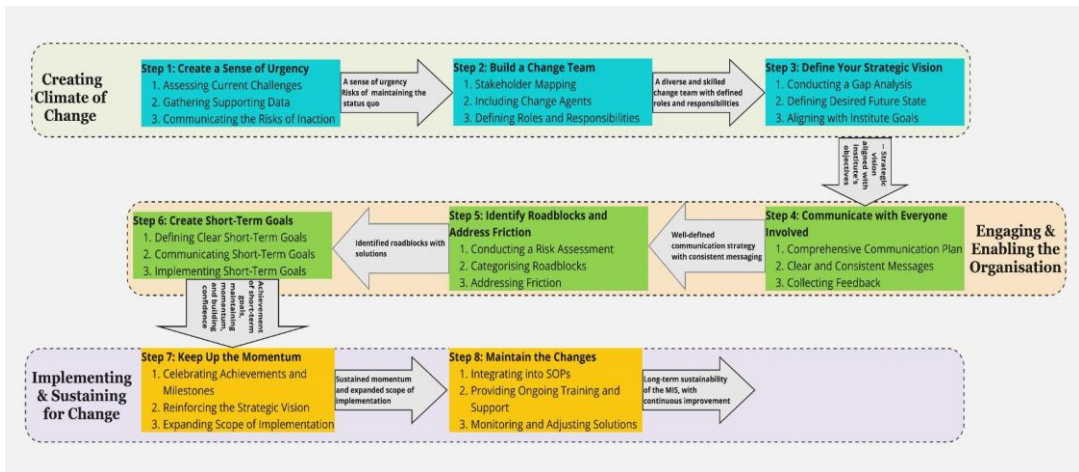 Creating
Climate of
Change
Step 1: Create a Sense of Urgency
1. Assessing Current Challenges
2. Gathering Supporting Data
3. Communicating the Risks of Inaction
A sense of urgency
Risks of maintaining the
status quo
Step 2: Build a Change Team
1. Stakeholder Mapping
2. Including Change Agents
3. Defining Roles and Responsibilities
A diverse and skilled
change team with defined
roles and responsibilities
Step 3: Define Your Strategic Vision
1. Conducting a Gap Analysis
2. Defining Desired Future State
3. Aligning with Institute Goals
— Strategic
vision
aligned with
institute's
objectives
Engaging &
Enabling the
Organisation
Step 4: Communicate with Everyone
Involved
1. Comprehensive Communication Plan
2. Clear and Consistent Messages
3. Collecting Feedback
Well-defined
communication strategy
with consistent messaging
Step 5: Identify Roadblocks and
Address Friction
1. Conducting a Risk Assessment
2. Categorising Roadblocks
3. Addressing Friction
Identified roadblocks with
solutions
Step 6: Create Short-Term Goals
1. Defining Clear Short-Term Goals
2. Communicating Short-Term Goals
3. Implementing Short-Term Goals
Achievement
of short-term
goals,
maintaining
momentum,
and building
confidence
Implementing
& Sustaining
for Change
Step 7: Keep Up the Momentum
1. Celebrating Achievements and
Milestones
2. Reinforcing the Strategic Vision
3. Expanding Scope of Implementation
Sustained momentum
and expanded scope of
implementation
Step 8: Maintain the Changes
1. Integrating into SOPs
2. Providing Ongoing Training and
Support
3. Monitoring and Adjusting Solutions
Long-term sustainability
of the MIS, with
continuous improvement